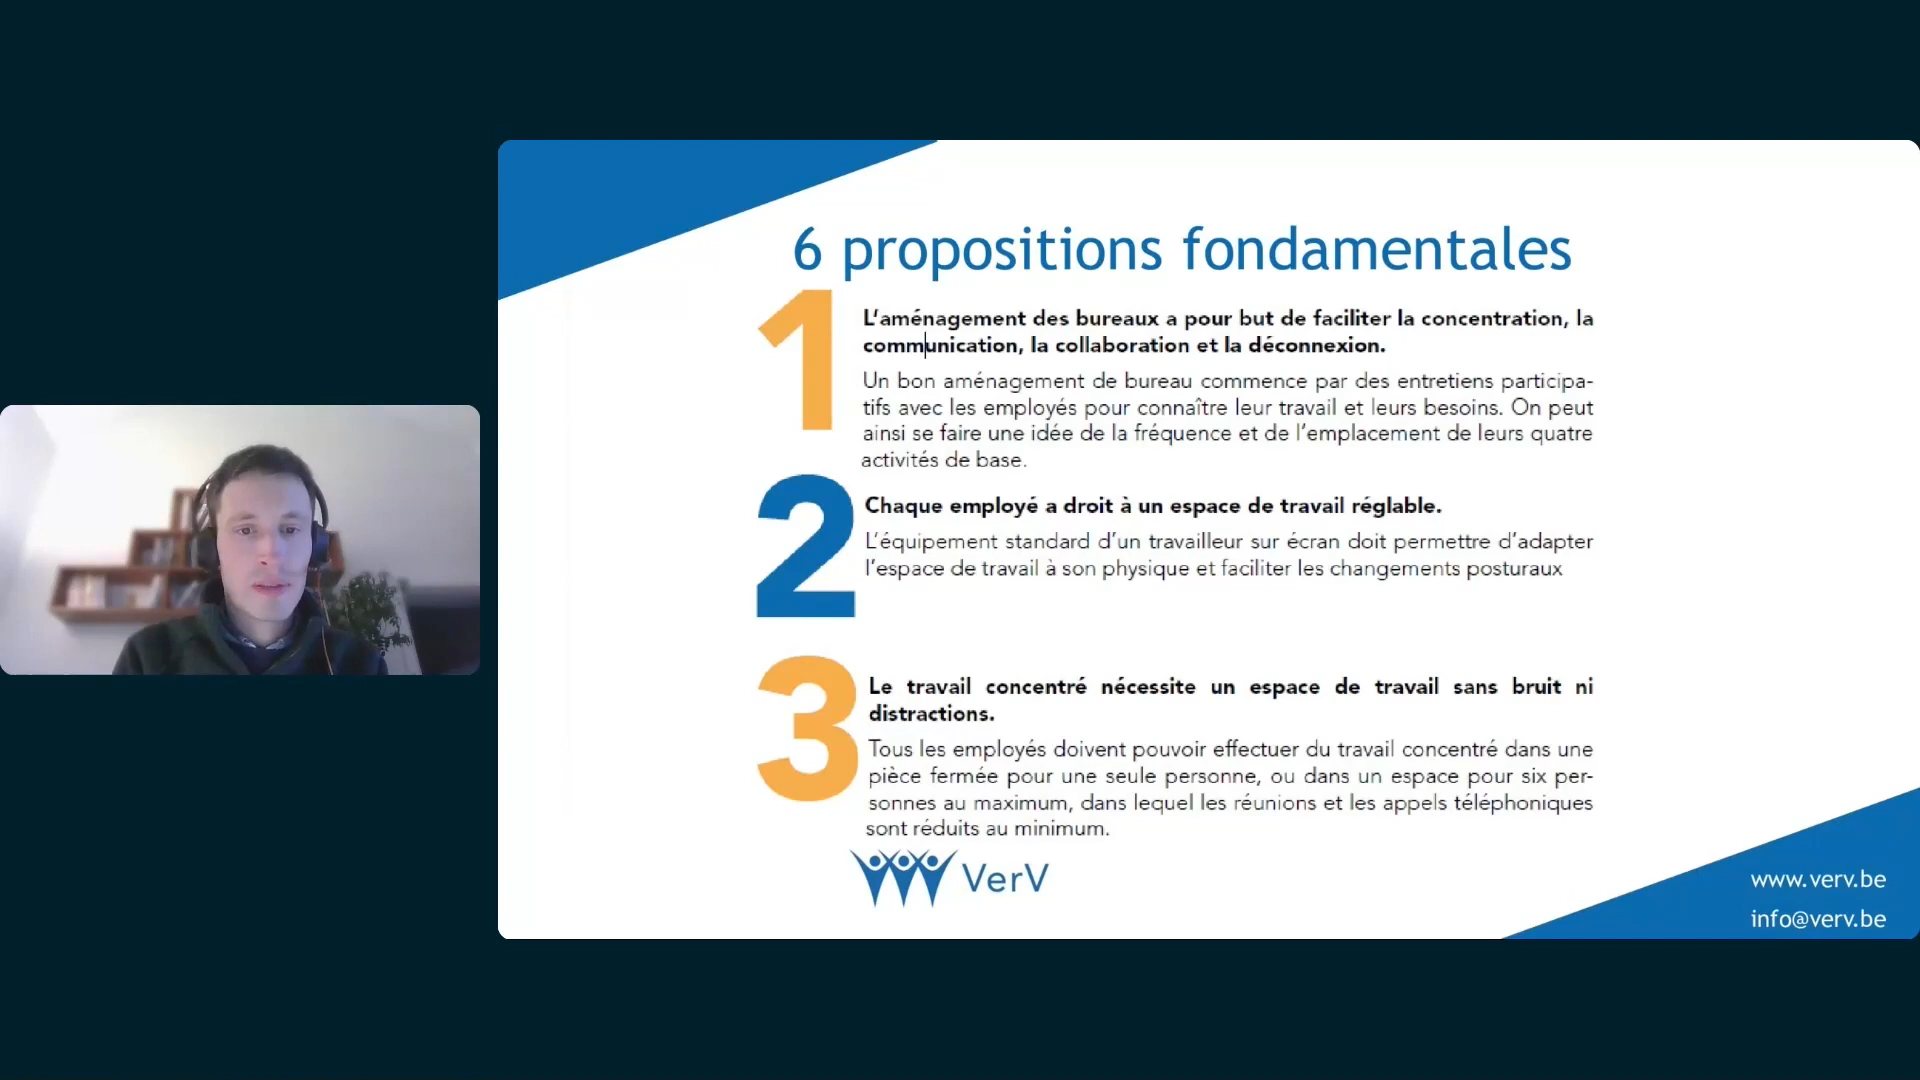 6 propositions fondamentales
1
L'aménagement des bureaux a pour but de faciliter la concentration, la
communication, la collaboration et la déconnexion.
Un bon aménagement de bureau commence par des entretiens participa-
tifs avec les employés pour connaître leur travail et leurs besoins. On peut
ainsi se faire une idée de la fréquence et de l'emplacement de leurs quatre
activités de base.
2
Chaque employé a droit à un espace de travail réglable.
L'équipement standard d'un travailleur sur écran doit permettre d'adapter
l'espace de travail à son physique et faciliter les changements posturaux
3
Le travail concentré nécessite un espace de travail sans bruit ni
distractions.
Tous les employés doivent pouvoir effectuer du travail concentré dans une
pièce fermée pour une seule personne, ou dans un espace pour six per-
sonnes au maximum, dans lequel les réunions et les appels téléphoniques
sont réduits au minimum.
VerV
www.verv.be
info@verv.be